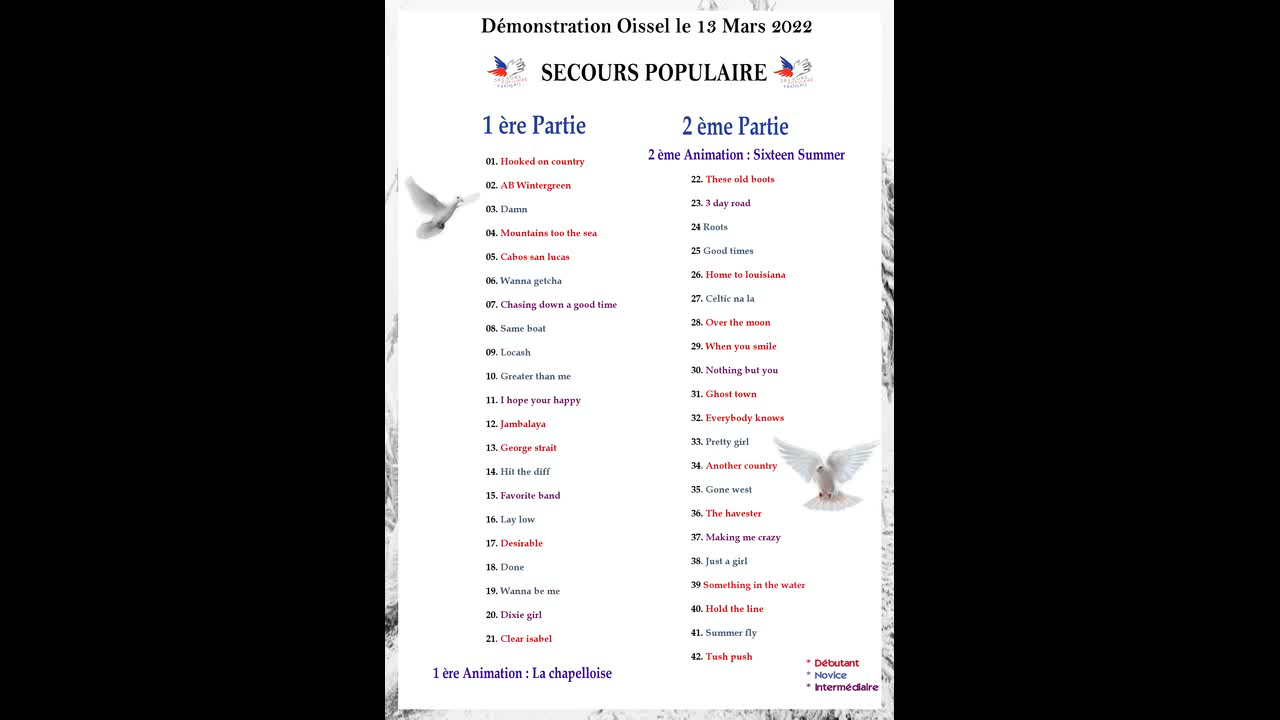 Démonstration Oissel le 13 Mars 2022
SECOURS POPULAIRE
SECOURS
POPULAIRE
FRANÇAIS
SECOURS
POPULAIRE
FRANÇAIS
1 ère Partie
01. Hooked on country
02. AB Wintergreen
03. Damn
04. Mountains too the sea
05. Cabos san lucas
06. Wanna getcha
07. Chasing down a good time
08. Same boat
09. Locash
10. Greater than me
11. I hope your happy
12. Jambalaya
13. George strait
14. Hit the diff
15. Favorite band
16. Lay low
17. Desirable
18. Done
19. Wanna be me
20. Dixie girl
21. Clear isabel
1 ère Animation : La chapelloise
2 ème Partie
2 ème Animation : Sixteen Summer
22. These old boots
23. 3 day road
24 Roots
25 Good times
26. Home to louisiana
27. Celtic na la
28. Over the moon
29. When you smile
30. Nothing but you
31. Ghost town
32. Everybody knows
33. Pretty girl
34. Another country
35. Gone west
36. The havester
37. Making me crazy
38. Just a girl
39 Something in the water
40. Hold the line
41. Summer fly
42. Tush push
* Débutant
* Novice
* Intermédiaire